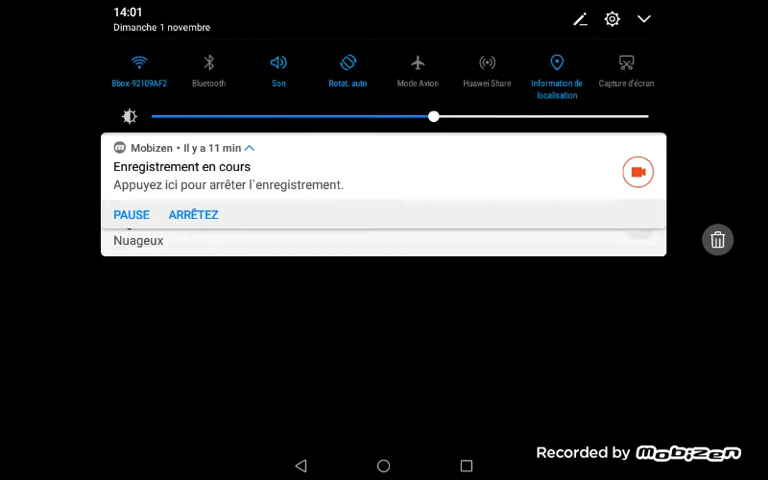 14:01
Dimanche 1 novembre
Bbox-92109AF2
Bluetooth
Son
Rotat. auto
Mode Avion
Huawei Share
Information de
localisation
Capture d'écran
Mobizen • Il y a 11 min
Enregistrement en cours
Appuyez ici pour arrêter l`enregistrement.
PAUSE ARRÊTEZ
Nuageux
Recorded by Mobizen